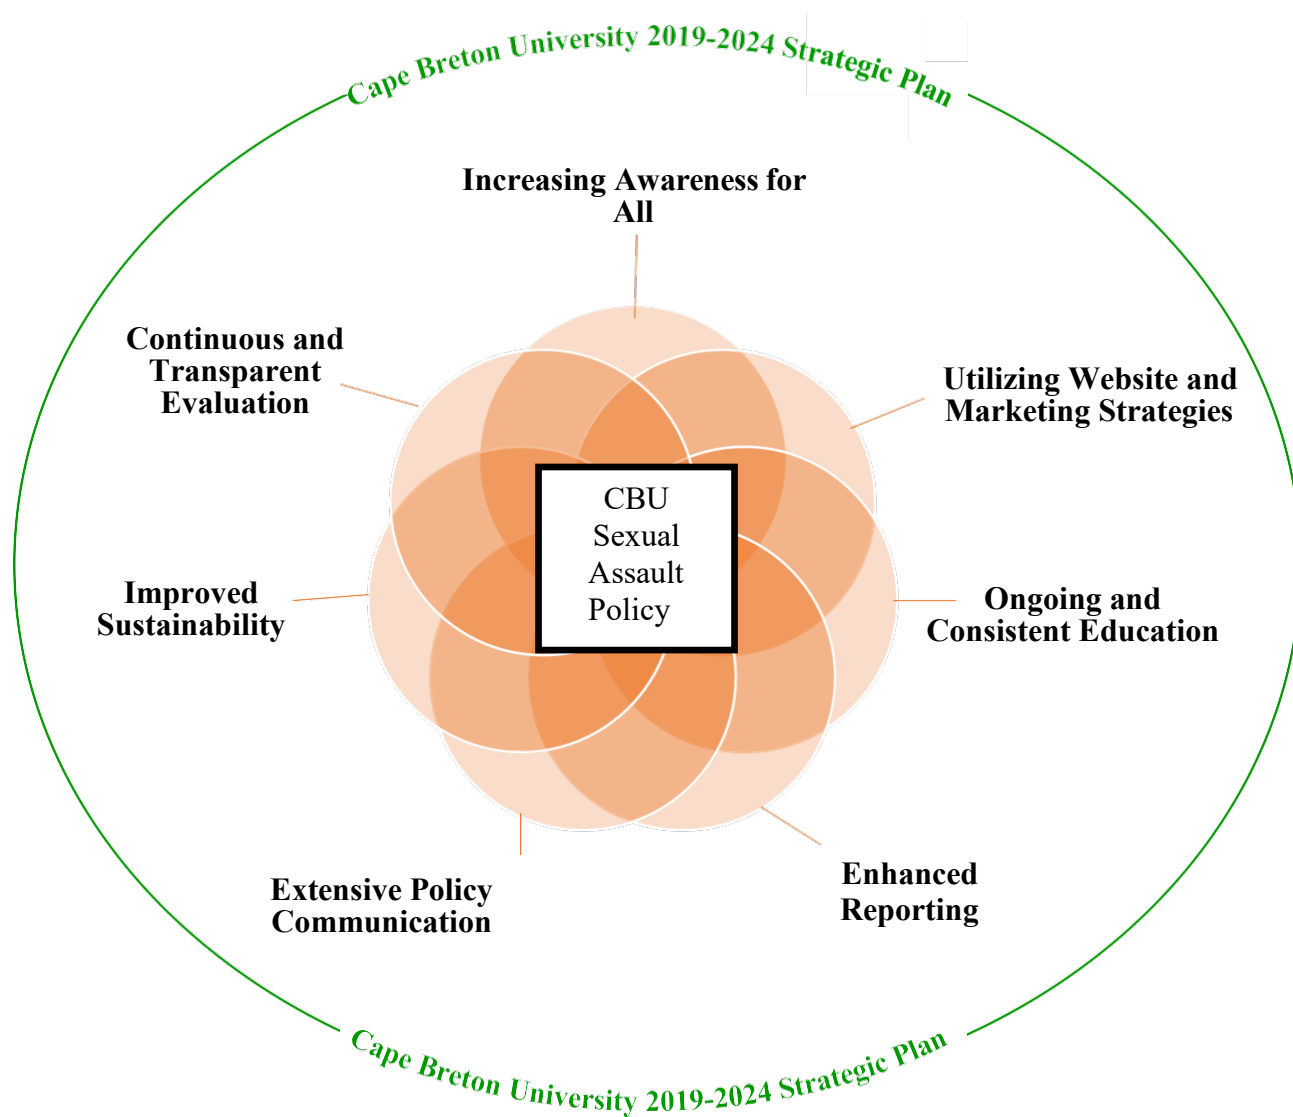 Cape Breton University 2019-2024 Strategic Plan
Increasing Awareness for
All
Continuous and
Transparent
Evaluation
Utilizing Website and
Marketing Strategies
CBU
Sexual
Assault
Policy
Improved
Sustainability
Ongoing and
Consistent Education
Extensive Policy
Communication
Enhanced
Reporting
Cape Breton University 2019-2024 Strategic Plan